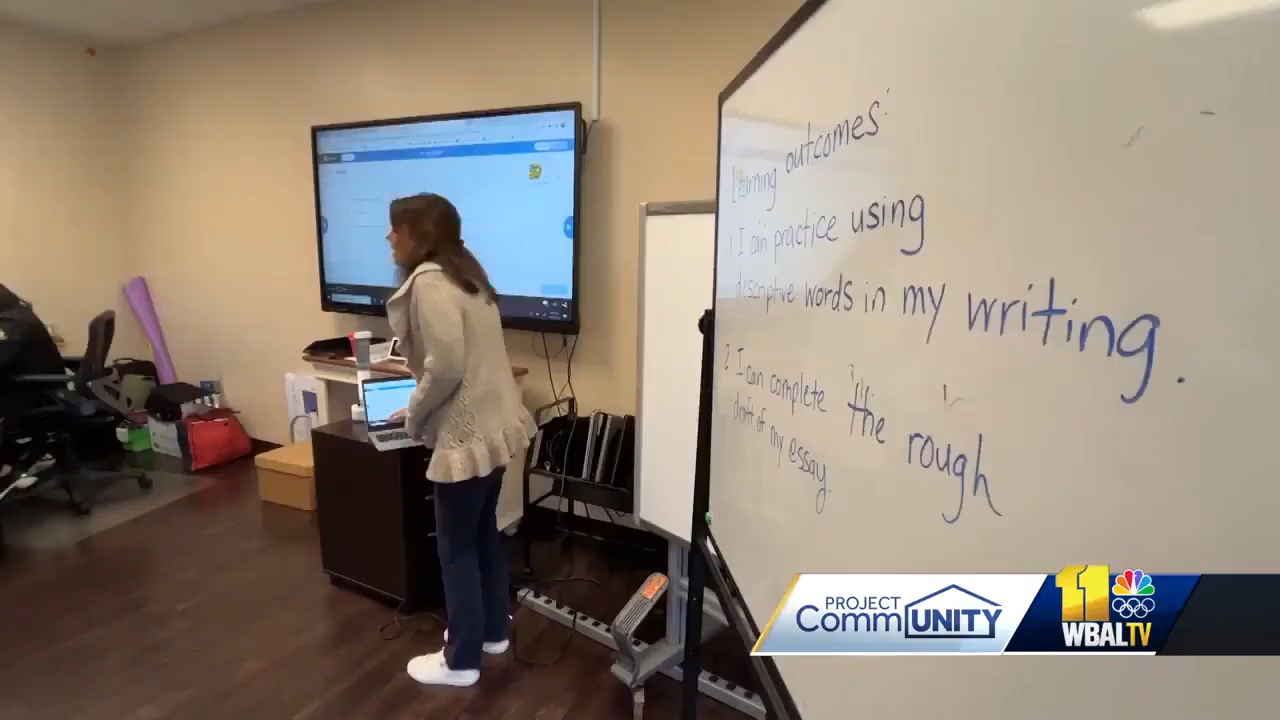 Learning outcomes:
1 I can practice using
descriptive words in my writing.
2 I can complete the rough
draft of my essay.
PROJECT
CommUNITY
11
WBALTV